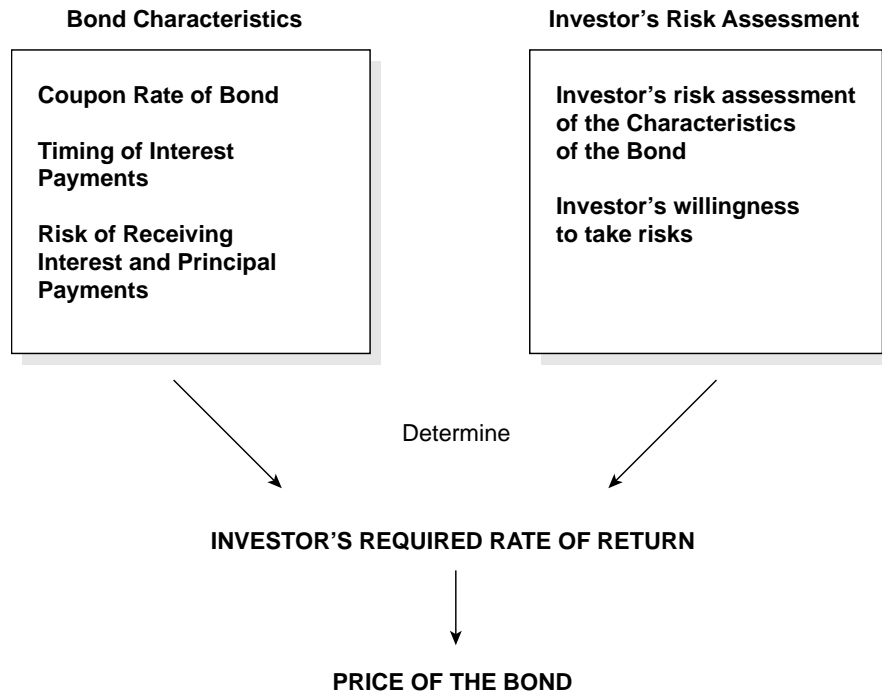 Bond Characteristics
Coupon Rate of Bond
Timing of Interest
Payments
Risk of Receiving
Interest and Principal
Payments
Investor’s Risk Assessment
Investor’s risk assessment
of the Characteristics
of the Bond
Investor’s willingness
to take risks
Determine
INVESTOR’S REQUIRED RATE OF RETURN
PRICE OF THE BOND